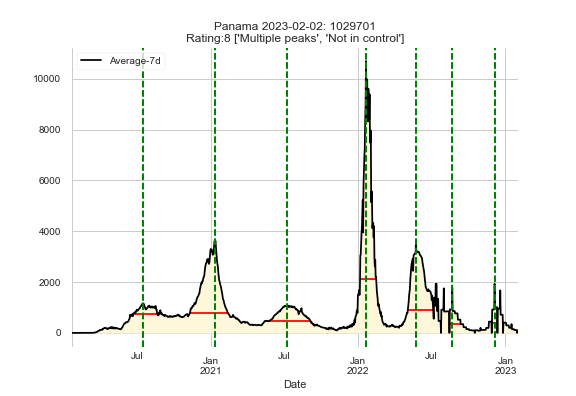 Panama 2023-02-02: 1029701
Rating:8 ['Multiple peaks', 'Not in control']
Average-7d
10000
8000
6000
4000
2000
0
Jul
Jan
2021
Jul
Jan
2022
Jul
Jan
2023
Date